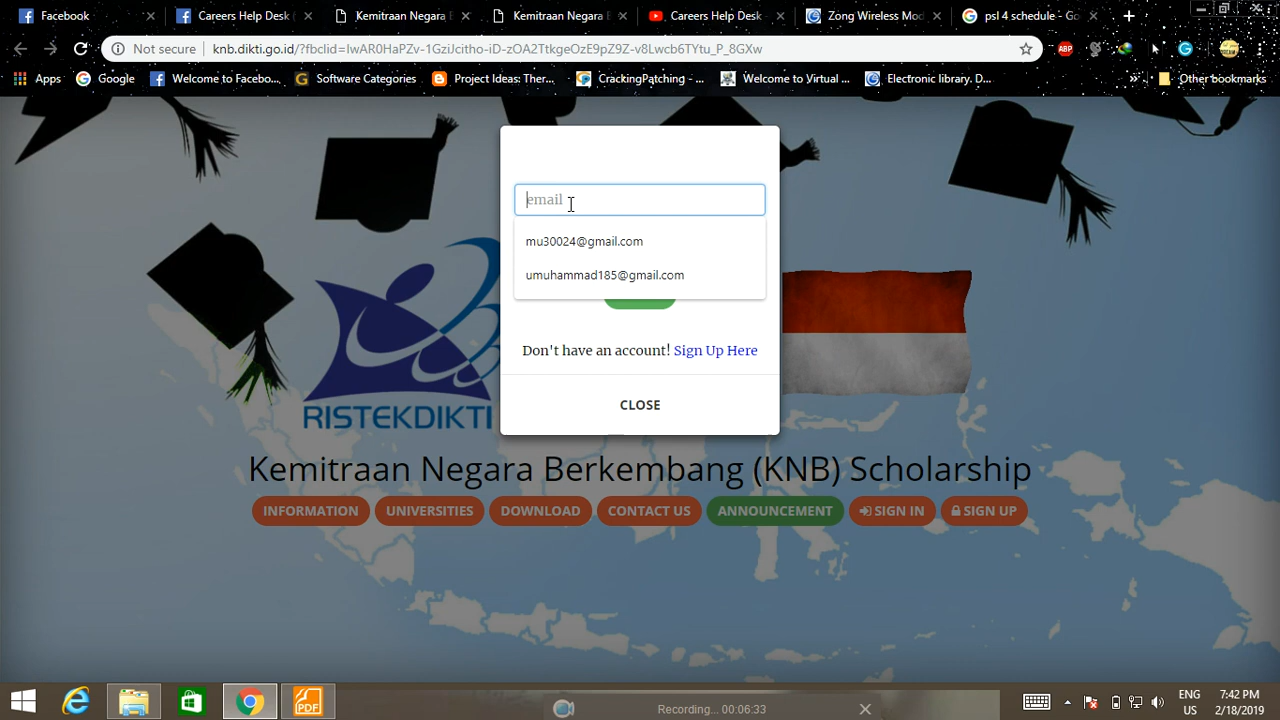 Facebook
Careers Help Desk
Kemitraan Negara B
Kemitraan Negara B
Careers Help Desk -
Zong Wireless Mod
psl 4 schedule - Go
Not secure
knb.dikti.go.id/?fbclid=IwAR0HaPZv-1GziJcitho-iD-zOA2TtkgeOzE9pZ9Z-v8Lwcb6TYtu_P_8GXw
ABP
Apps
Google
Welcome to Facebo...
Software Categories
Project Ideas: Ther...
CrackingPatching - ...
Welcome to Virtual ...
Electronic library. D...
»
Other bookmarks
email
mu30024@gmail.com
umuhammad185@gmail.com
Don't have an account! Sign Up Here
CLOSE
RISTEKDIKTI
Kemitraan Negara Berkembang (KNB) Scholarship
INFORMATION
UNIVERSITIES
DOWNLOAD
CONTACT US
ANNOUNCEMENT
SIGN IN
SIGN UP
PDF
Recording... 00:06:33
ENG
US
7:42 PM
2/18/2019